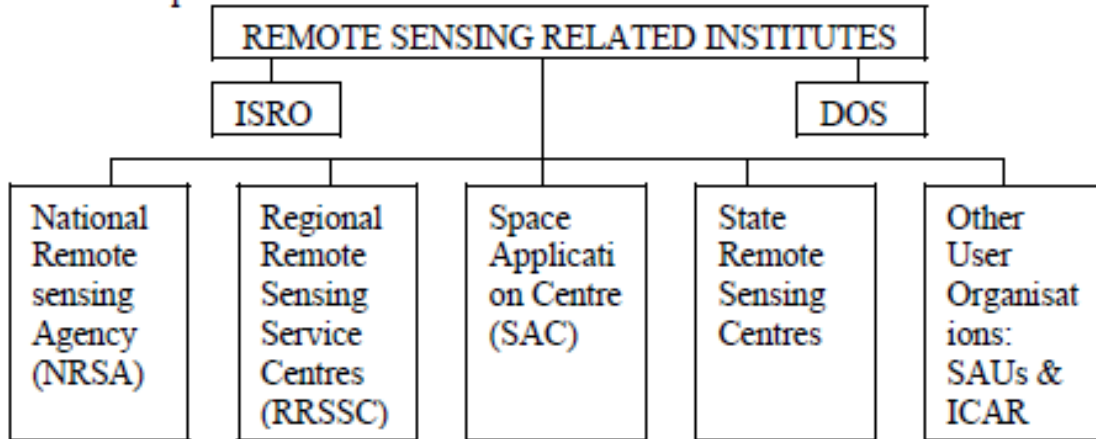 REMOTE SENSING RELATED INSTITUTES
ISRO
DOS
National
Remote
sensing
Agency
(NRSA)
Regional
Remote
Sensing
Service
Centres
(RRSSC)
Space
Applicati
on Centre
(SAC)
State
Remote
Sensing
Centres
Other
User
Organisat
ions:
SAUs &
ICAR